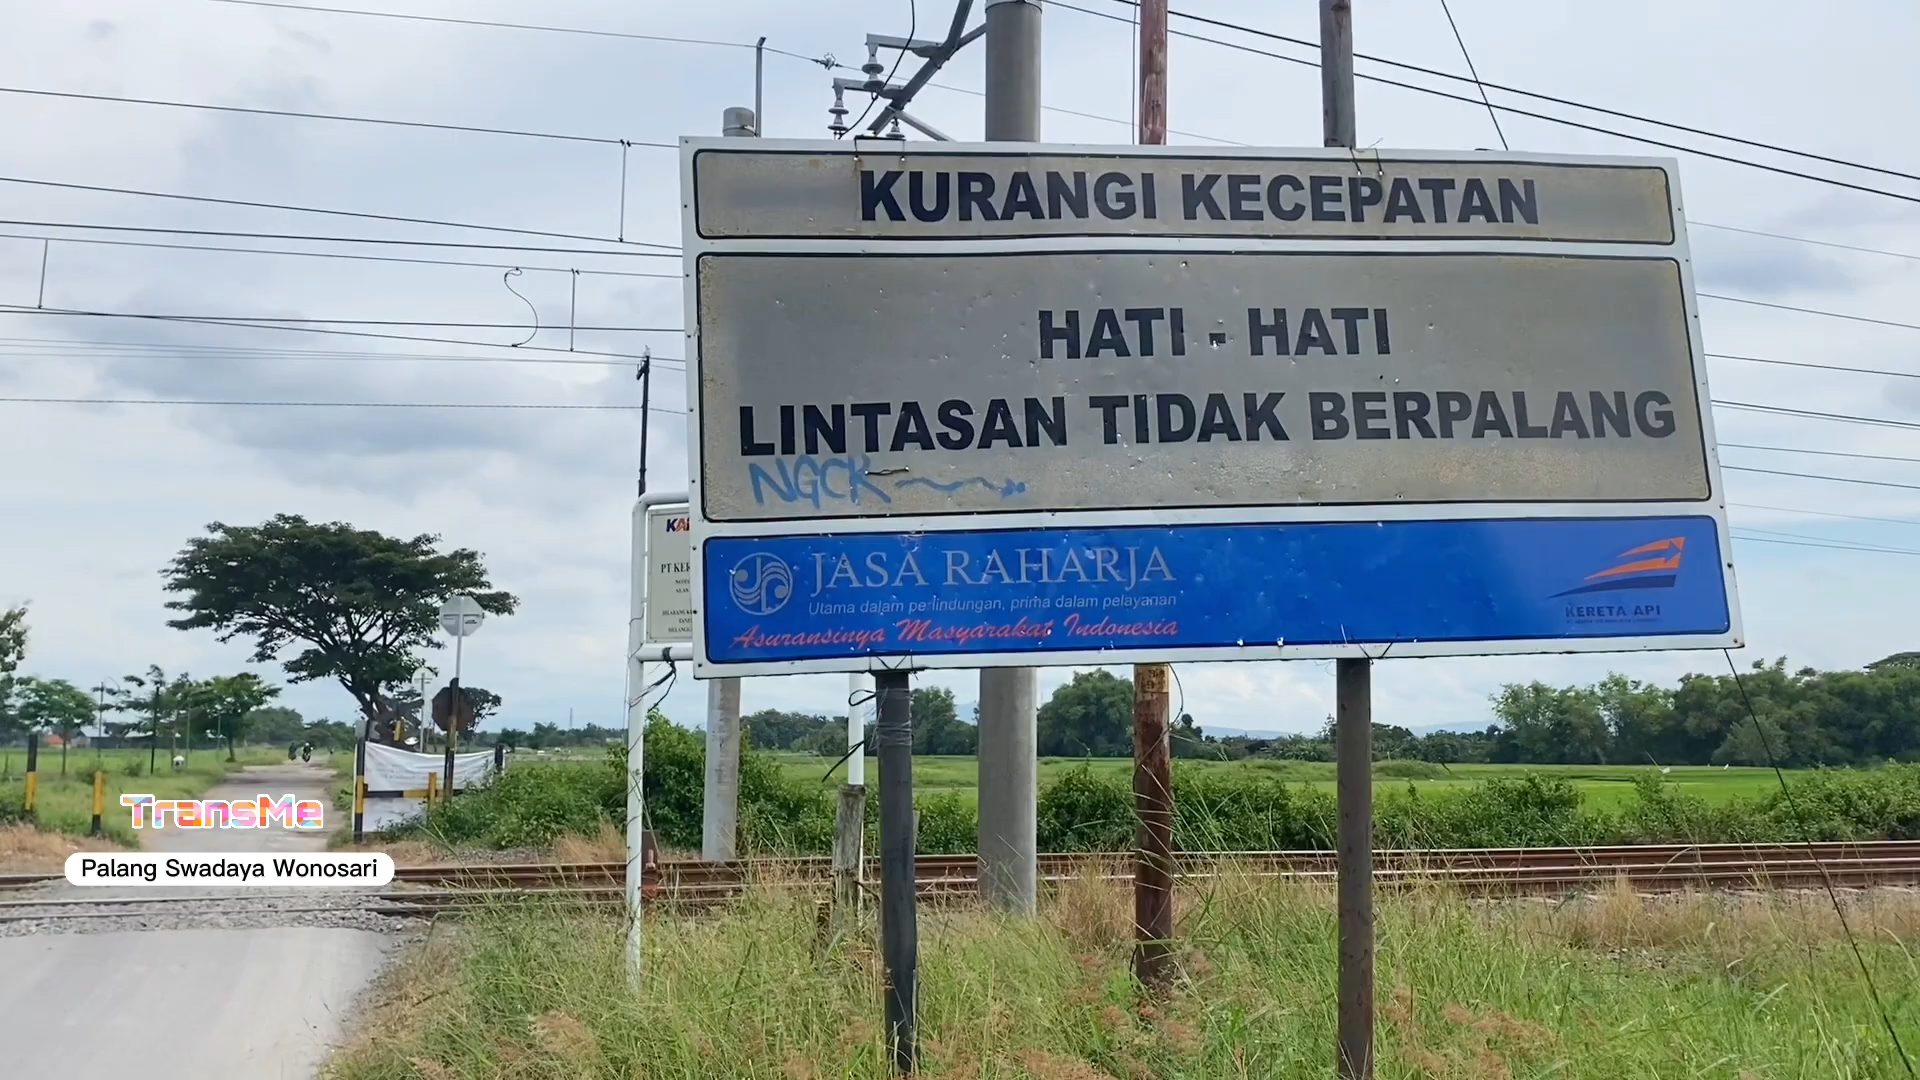 KURANGI KECEPATAN
HATI - HATI
LINTASAN TIDAK BERPALANG
NGCK
JASA RAHARJA
Utama dalam perlindungan, prima dalam pelayanan
Asuransinya Masyarakat Indonesia
KERETA API
TransMe
Palang Swadaya Wonosari